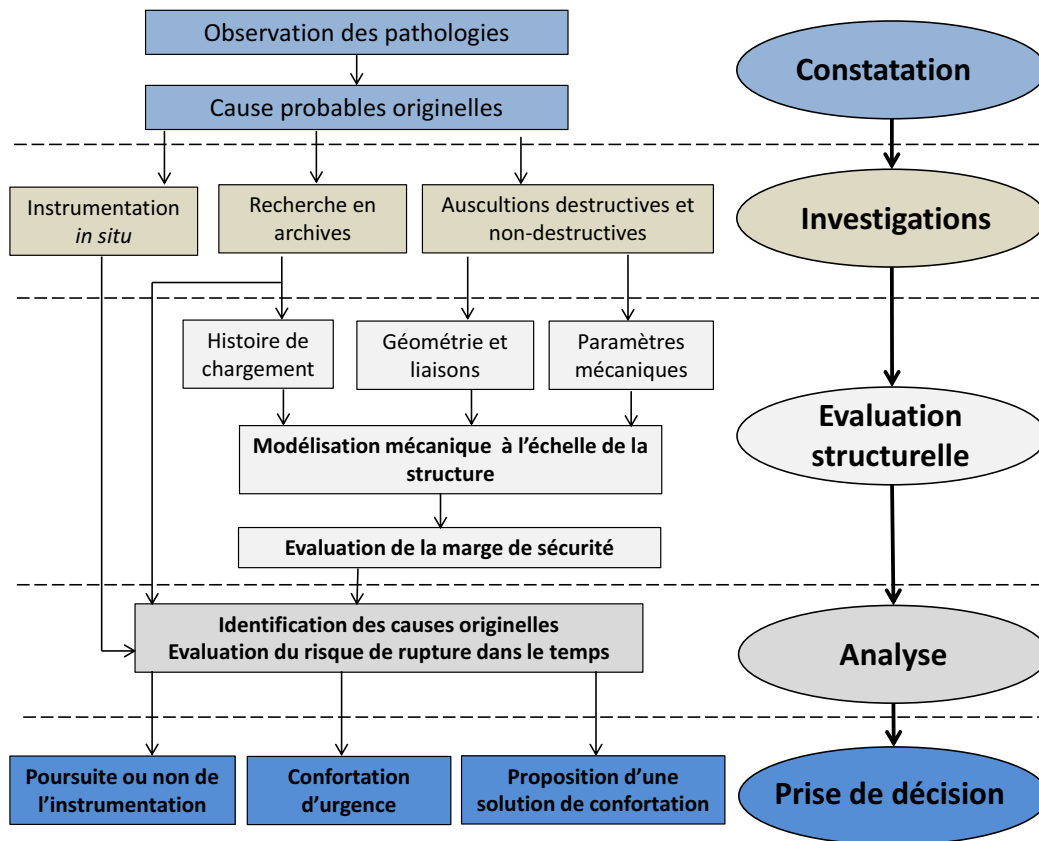 Observation des pathologies
Constatation
Cause probables originelles
Instrumentation
in situ
Recherche en
archives
Auscultions destructives et
non-destructives
Investigations
Histoire de
chargement
Géométrie et
liaisons
Paramètres
mécaniques
Evaluation
structurelle
Modélisation mécanique à l'échelle de la
structure
Evaluation de la marge de sécurité
Identification des causes originelles
Evaluation du risque de rupture dans le temps
Analyse
Poursuite ou non de
l'instrumentation
Confortation
d'urgence
Proposition d'une
solution de confortation
Prise de décision